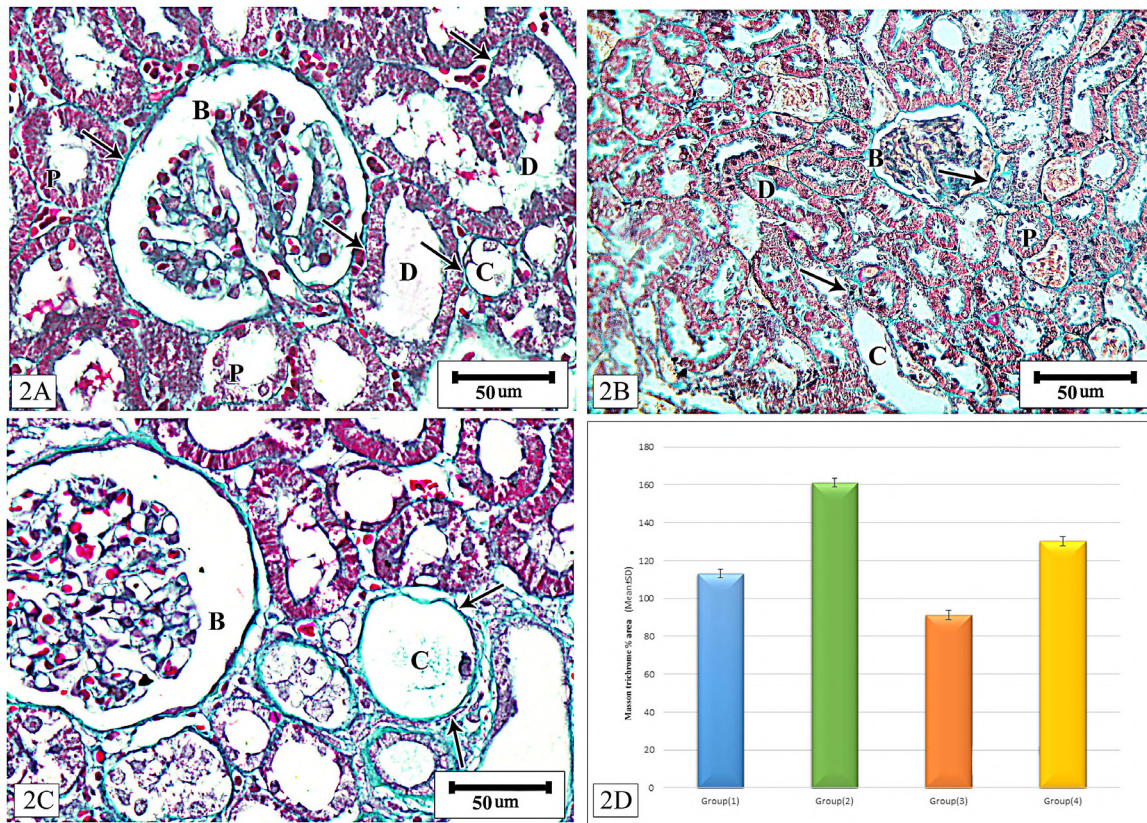 B
P
D
D
C
P
50 um
2A
B
D
P
C
50 um
2B
B
C
50 um
2C
Masson trichrome % area (Mean±SD)
180
160
140
120
100
80
60
40
20
0
Group(1)
Group(2)
Group(3)
Group(4)
2D